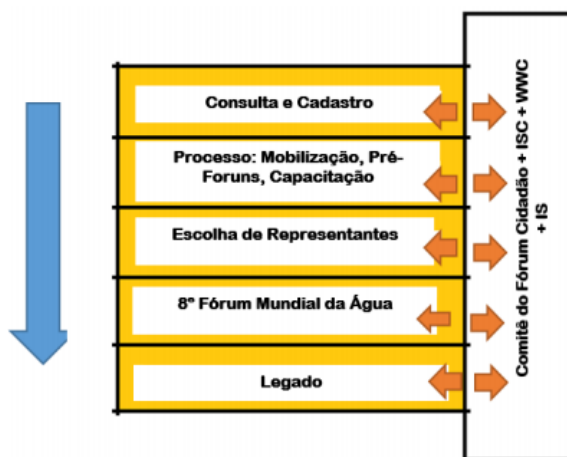 Consulta e Cadastro
Processo: Mobilização, Pré-
Foruns, Capacitação
Escolha de Representantes
8º Fórum Mundial da Água
Legado
Comitê do Fórum Cidadão + ISC + WWC
+ IS